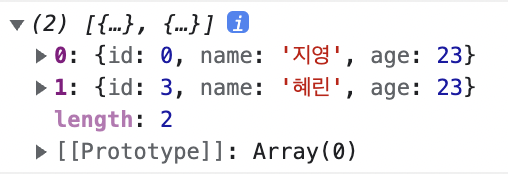 (2) [{…}, {…}] i
0: {id: 0, name: '지영', age: 23}
1: {id: 3, name: '혜린', age: 23}
length: 2
[[Prototype]]: Array(0)